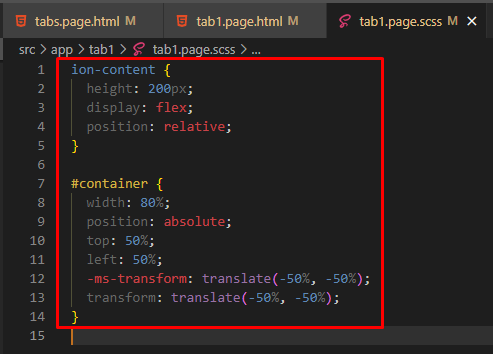 tabs.page.html M
tab1.page.html M
tab1.page.scss M ×
src > app > tab1 > tab1.page.scss > ...
1 ion-content {
2 height: 200px;
3 display: flex;
4 position: relative;
5 }
6
7 #container {
8 width: 80%;
9 position: absolute;
10 top: 50%;
11 left: 50%;
12 -ms-transform: translate(-50%, -50%);
13 transform: translate(-50%, -50%);
14 }
15